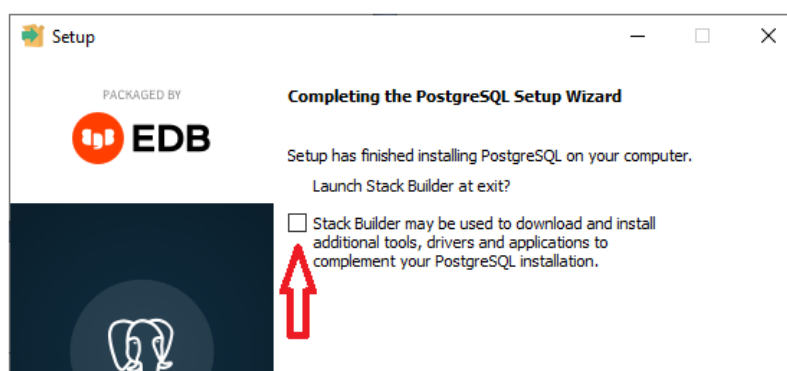 Setup
PACKAGED BY
EDB
Completing the PostgreSQL Setup Wizard
Setup has finished installing PostgreSQL on your computer.
Launch Stack Builder at exit?
Stack Builder may be used to download and install
additional tools, drivers and applications to
complement your PostgreSQL installation.